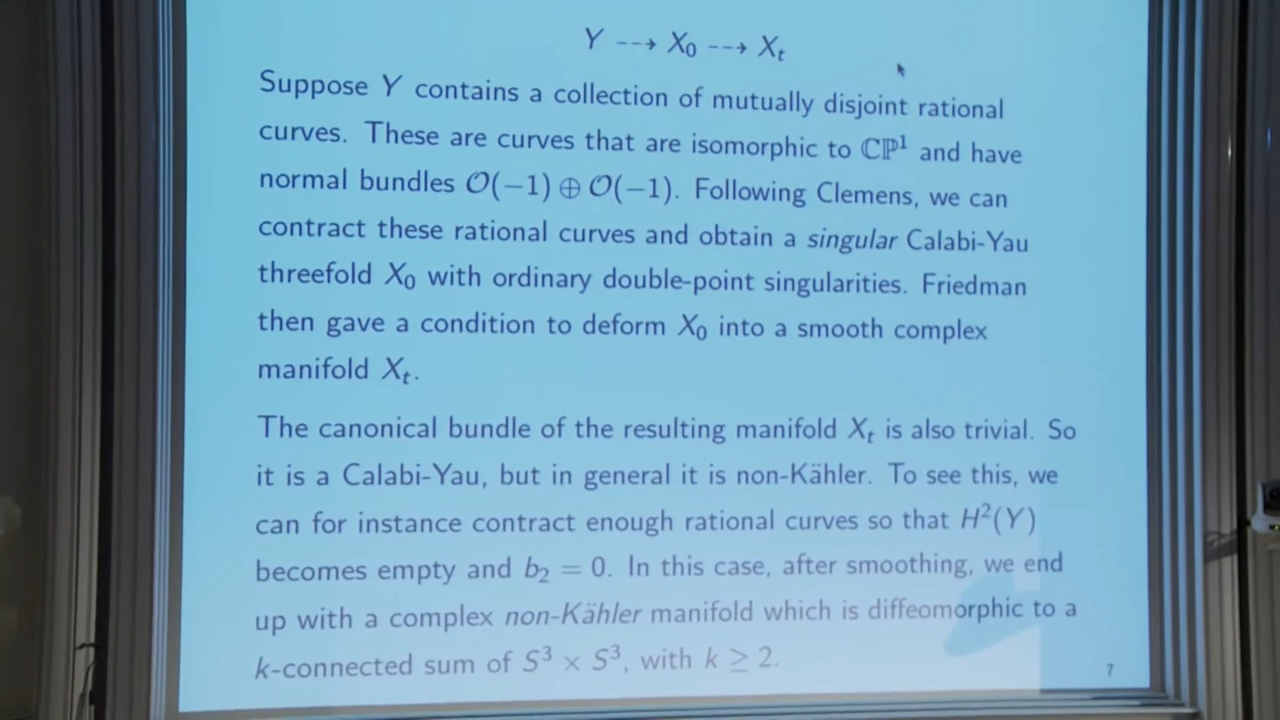 Y --→ X₀ --→ Xₜ
Suppose Y contains a collection of mutually disjoint rational
curves. These are curves that are isomorphic to ℂℙ¹ and have
normal bundles 𝒪(−1) ⊕ 𝒪(−1). Following Clemens, we can
contract these rational curves and obtain a singular Calabi-Yau
threefold X₀ with ordinary double-point singularities. Friedman
then gave a condition to deform X₀ into a smooth complex
manifold Xₜ.
The canonical bundle of the resulting manifold Xₜ is also trivial. So
it is a Calabi-Yau, but in general it is non-Kähler. To see this, we
can for instance contract enough rational curves so that H²(Y)
becomes empty and b₂ = 0. In this case, after smoothing, we end
up with a complex non-Kähler manifold which is diffeomorphic to a
k-connected sum of S³ × S³, with k ≥ 2.
7